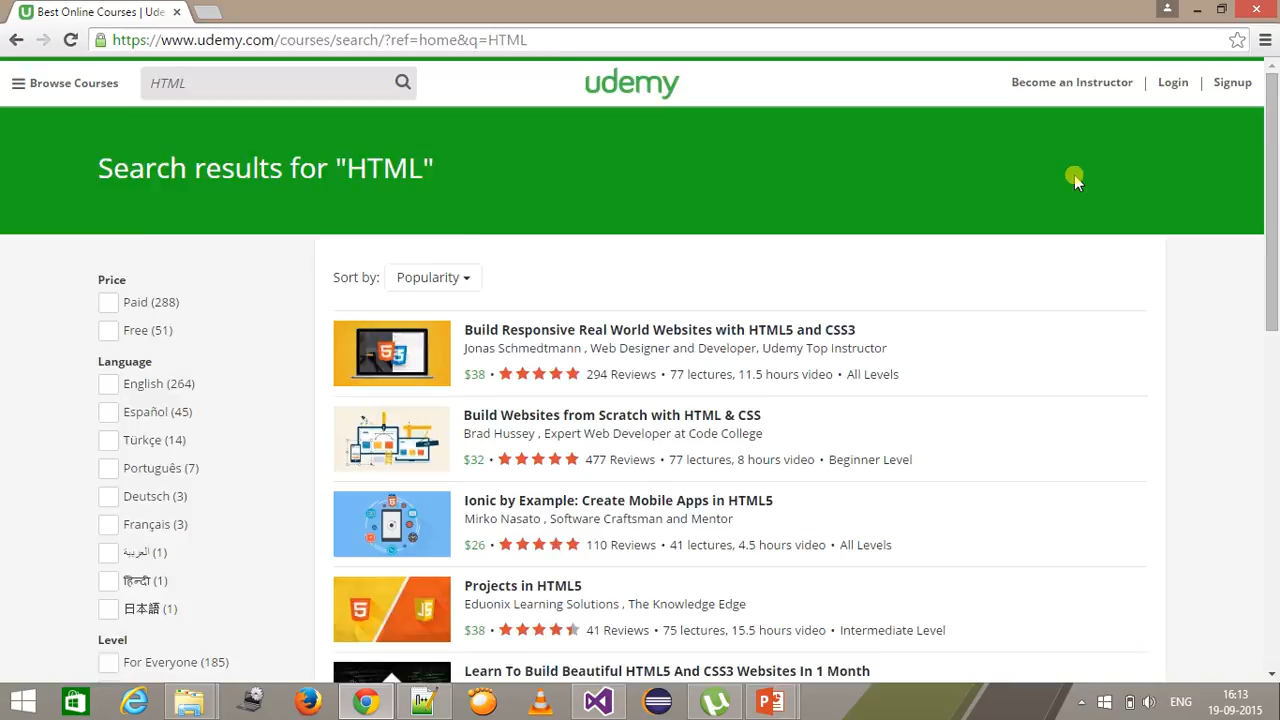 Best Online Courses | Ude
https://www.udemy.com/courses/search/?ref=home&q=HTML
Browse Courses
HTML
udemy
Become an Instructor | Login | Signup
Search results for "HTML"
Price
Paid (288)
Free (51)
Language
English (264)
Español (45)
Türkçe (14)
Português (7)
Deutsch (3)
Français (3)
العربية (1)
हिन्दी (1)
日本語 (1)
Level
For Everyone (185)
Sort by: Popularity
Build Responsive Real World Websites with HTML5 and CSS3
Jonas Schmedtmann , Web Designer and Developer, Udemy Top Instructor
$38 • 294 Reviews • 77 lectures, 11.5 hours video • All Levels
Build Websites from Scratch with HTML & CSS
Brad Hussey , Expert Web Developer at Code College
$32 • 477 Reviews • 77 lectures, 8 hours video • Beginner Level
Ionic by Example: Create Mobile Apps in HTML5
Mirko Nasato , Software Craftsman and Mentor
$26 • 110 Reviews • 41 lectures, 4.5 hours video • All Levels
Projects in HTML5
Eduonix Learning Solutions , The Knowledge Edge
$38 • 41 Reviews • 75 lectures, 15.5 hours video • Intermediate Level
Learn To Build Beautiful HTML5 And CSS3 Websites In 1 Month
ENG
16:13
19-09-2015